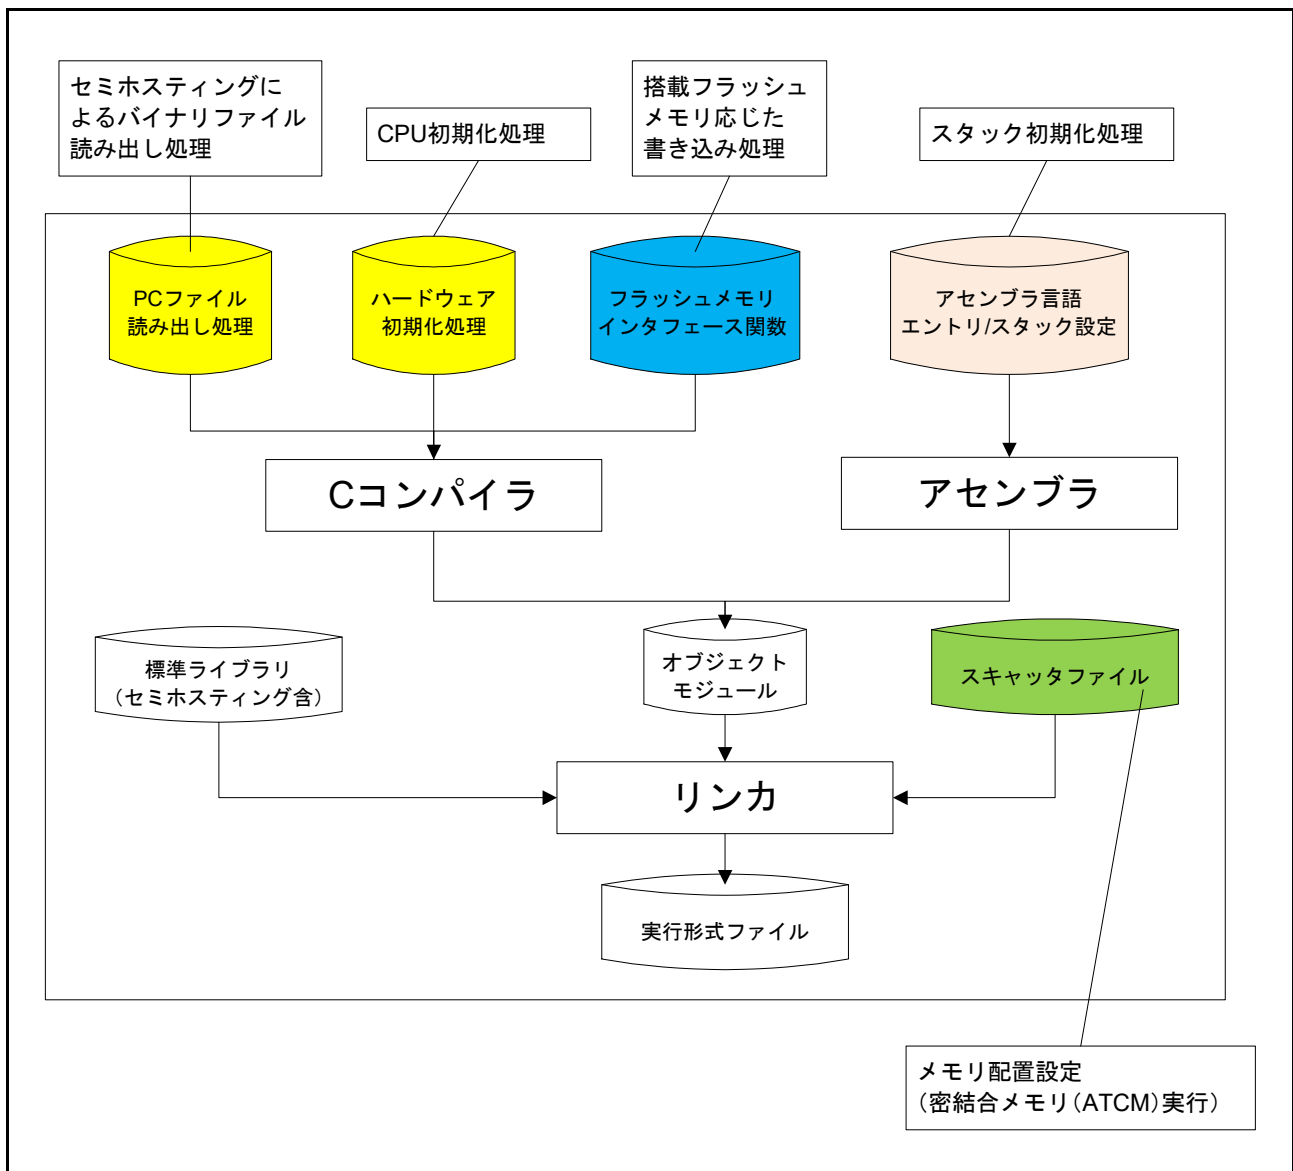 セミホスティングに
よるバイナリファイル
読み出し処理
CPU初期化処理
搭載フラッシュ
メモリ応じた
書き込み処理
スタック初期化処理
PCファイル
読み出し処理
ハードウェア
初期化処理
フラッシュメモリ
インタフェース関数
アセンブラ言語
エントリ/スタック設定
Cコンパイラ
アセンブラ
標準ライブラリ
（セミホスティング含）
オブジェクト
モジュール
スキャッタファイル
リンカ
実行形式ファイル
メモリ配置設定
（密結合メモリ（ATCM）実行）